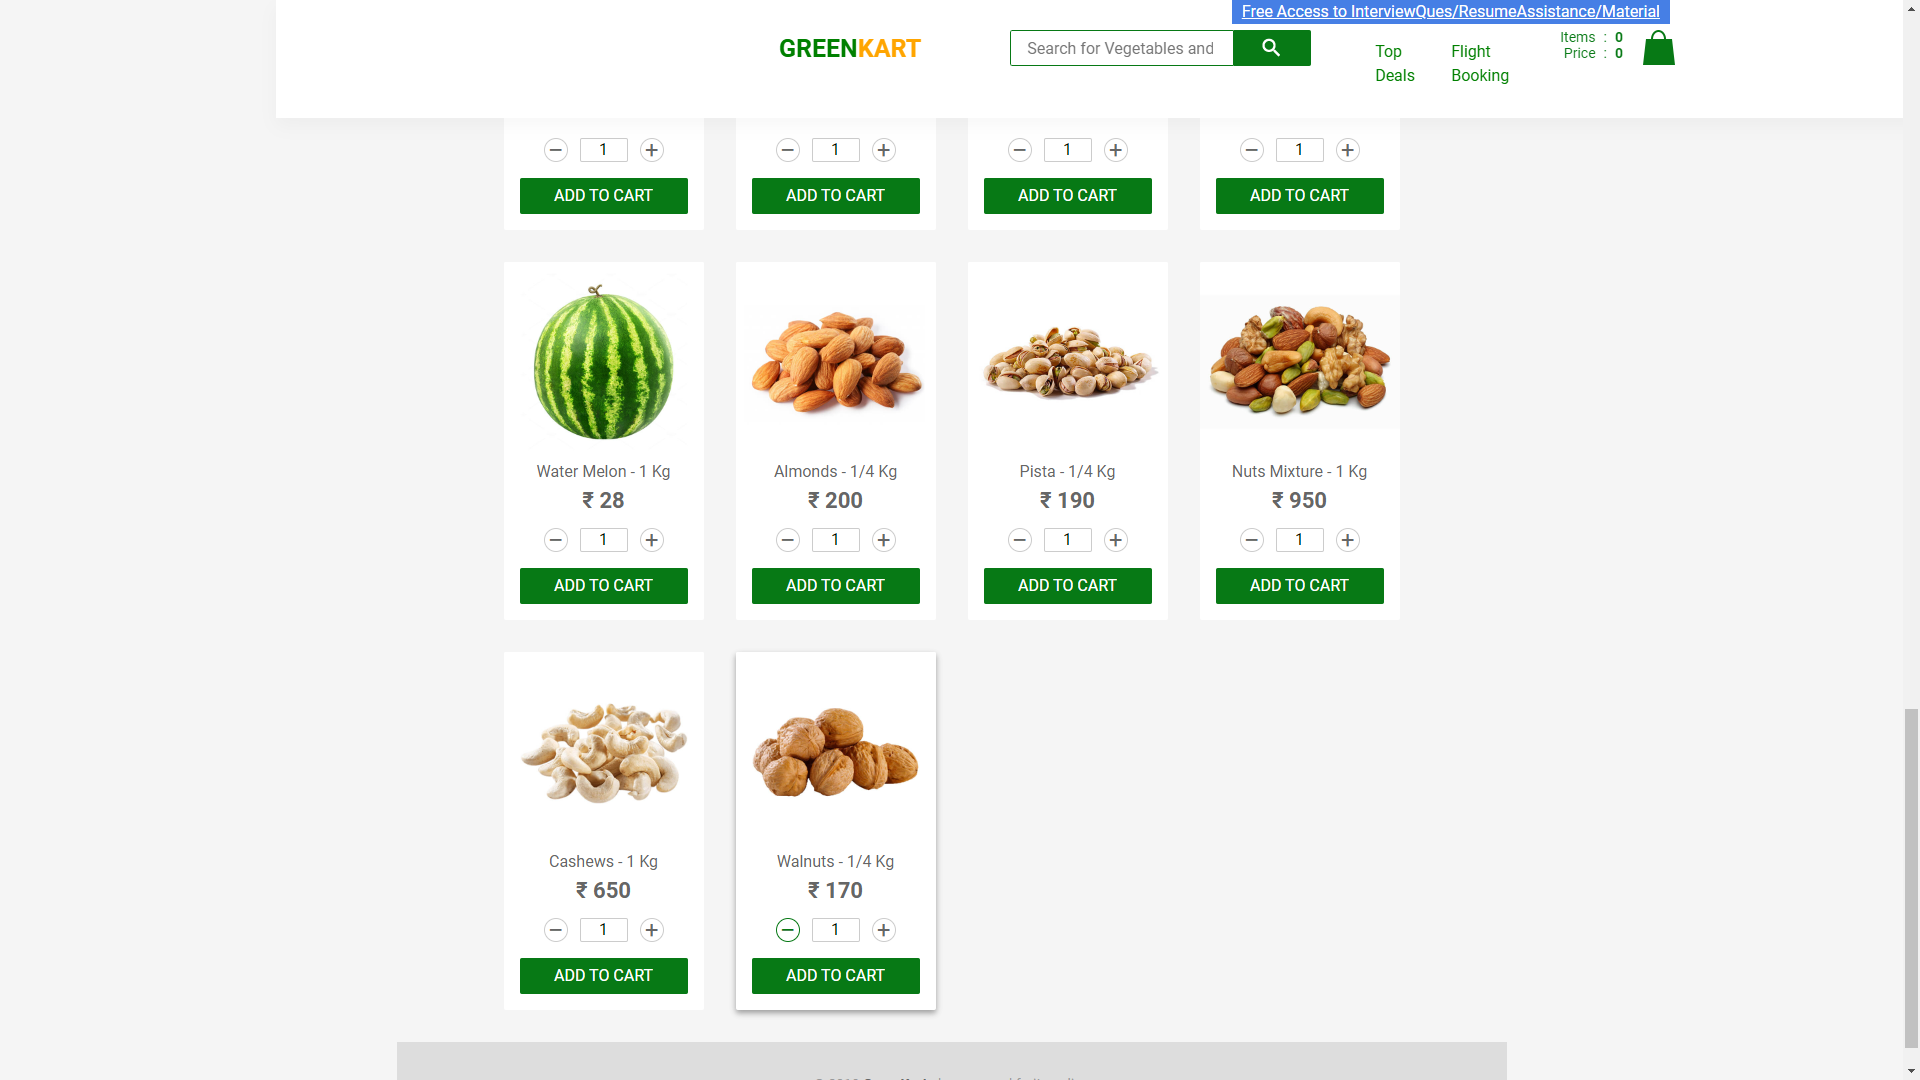 Free Access to InterviewQues/ResumeAssistance/Material
GREENKART
Search for Vegetables and
Top Deals
Flight Booking
Items : 0
Price : 0
1 1 1 1
ADD TO CART ADD TO CART ADD TO CART ADD TO CART
Water Melon - 1 Kg
₹ 28
1
ADD TO CART
Almonds - 1/4 Kg
₹ 200
1
ADD TO CART
Pista - 1/4 Kg
₹ 190
1
ADD TO CART
Nuts Mixture - 1 Kg
₹ 950
1
ADD TO CART
Cashews - 1 Kg
₹ 650
1
ADD TO CART
Walnuts - 1/4 Kg
₹ 170
1
ADD TO CART